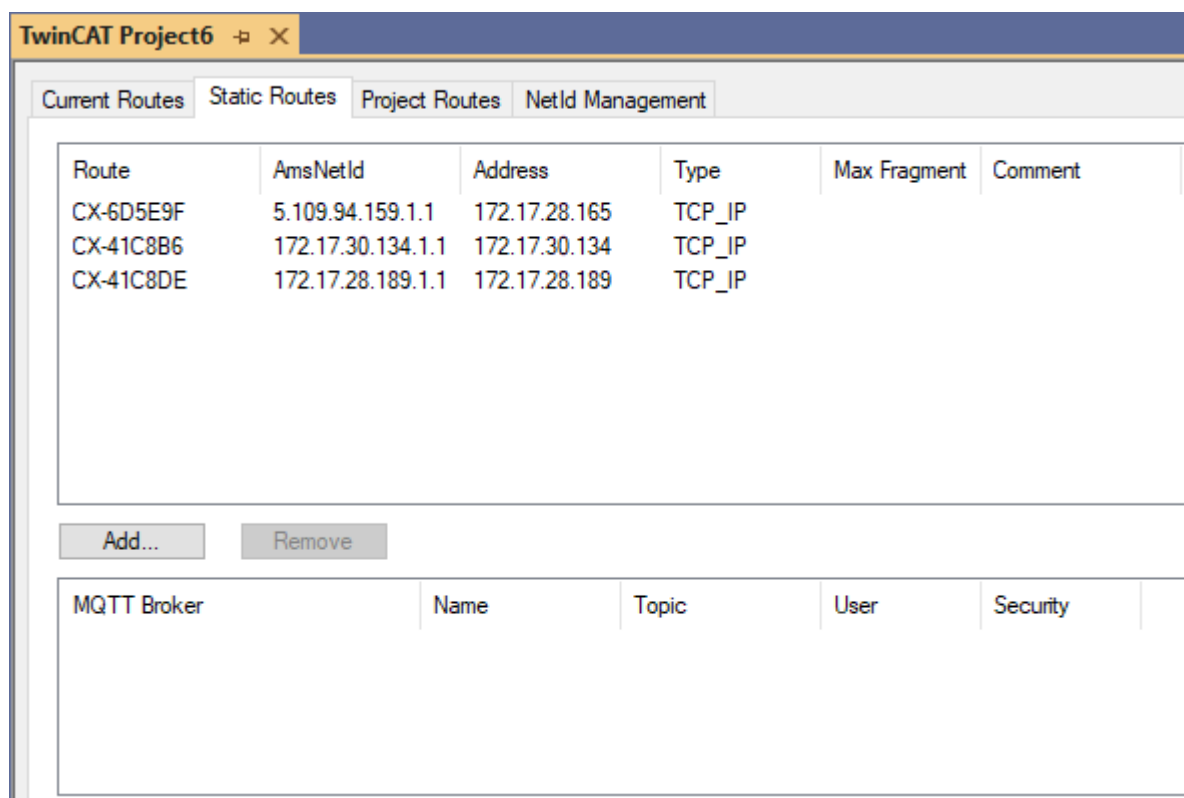 TwinCAT Project6
Current Routes Static Routes Project Routes NetId Management
Route AmsNetId Address Type Max Fragment Comment
CX-6D5E9F 5.109.94.159.1.1 172.17.28.165 TCP_IP
CX-41C8B6 172.17.30.134.1.1 172.17.30.134 TCP_IP
CX-41C8DE 172.17.28.189.1.1 172.17.28.189 TCP_IP
Add... Remove
MQTT Broker Name Topic User Security